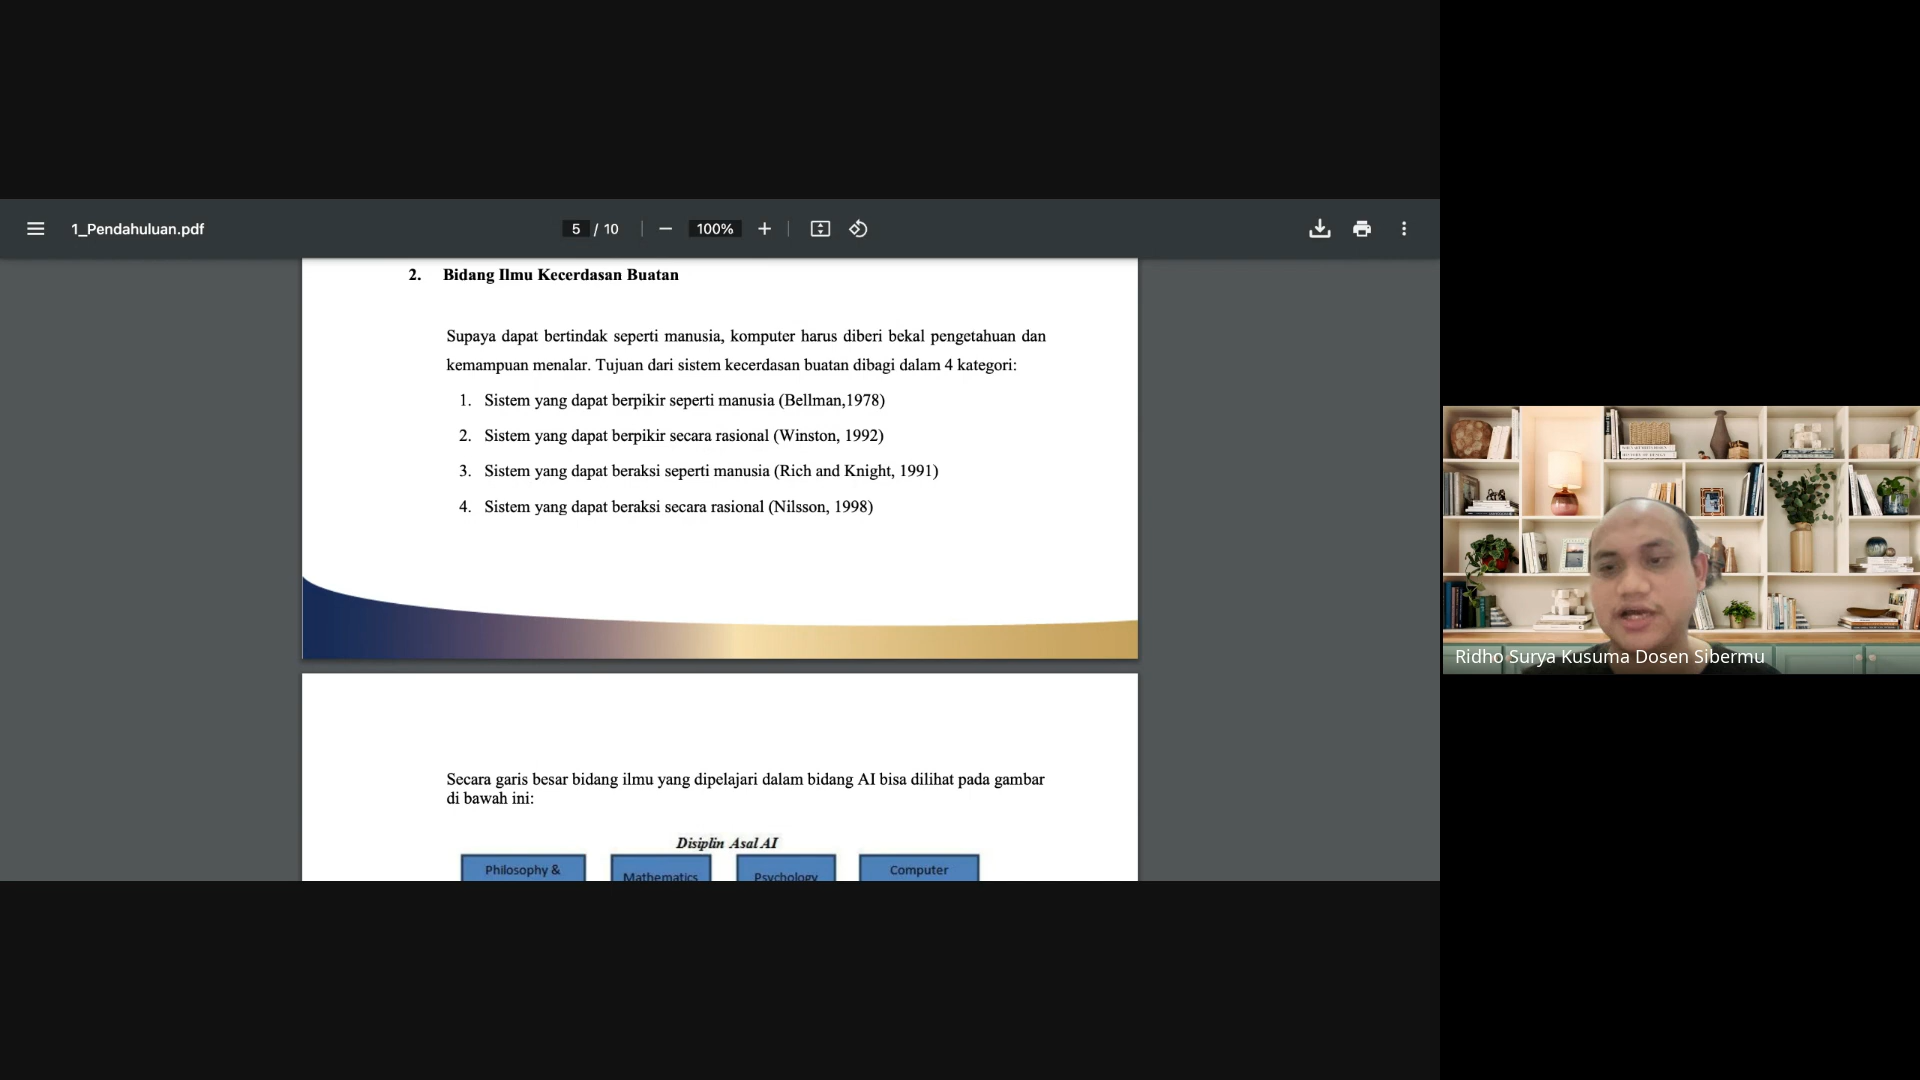 1_Pendahuluan.pdf
5 / 10
100%
2. Bidang Ilmu Kecerdasan Buatan
Supaya dapat bertindak seperti manusia, komputer harus diberi bekal pengetahuan dan
kemampuan menalar. Tujuan dari sistem kecerdasan buatan dibagi dalam 4 kategori:
1. Sistem yang dapat berpikir seperti manusia (Bellman,1978)
2. Sistem yang dapat berpikir secara rasional (Winston, 1992)
3. Sistem yang dapat beraksi seperti manusia (Rich and Knight, 1991)
4. Sistem yang dapat beraksi secara rasional (Nilsson, 1998)
Secara garis besar bidang ilmu yang dipelajari dalam bidang AI bisa dilihat pada gambar
di bawah ini:
Disiplin Asal AI
Philosophy &
Mathematics
Psychology
Computer
Ridho Surya Kusuma Dosen Sibermu